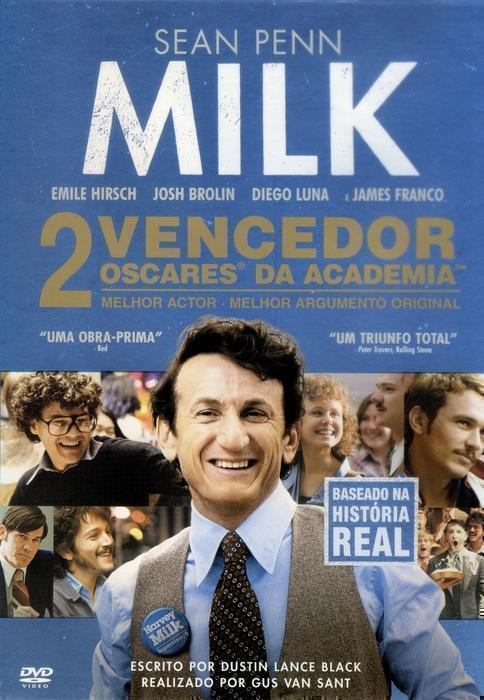 SEAN PENN
MILK
EMILE HIRSCH JOSH BROLIN DIEGO LUNA E JAMES FRANCO
2 VENCEDOR
OSCARES® DA ACADEMIA™
MELHOR ACTOR · MELHOR ARGUMENTO ORIGINAL
"UMA OBRA-PRIMA"
Red
"UM TRIUNFO TOTAL"
- Peter Travers, Rolling Stone
BASEADO NA
HISTÓRIA
REAL
Harvey
Milk
Supervisor
ESCRITO POR DUSTIN LANCE BLACK
REALIZADO POR GUS VAN SANT
DVD
VIDEO